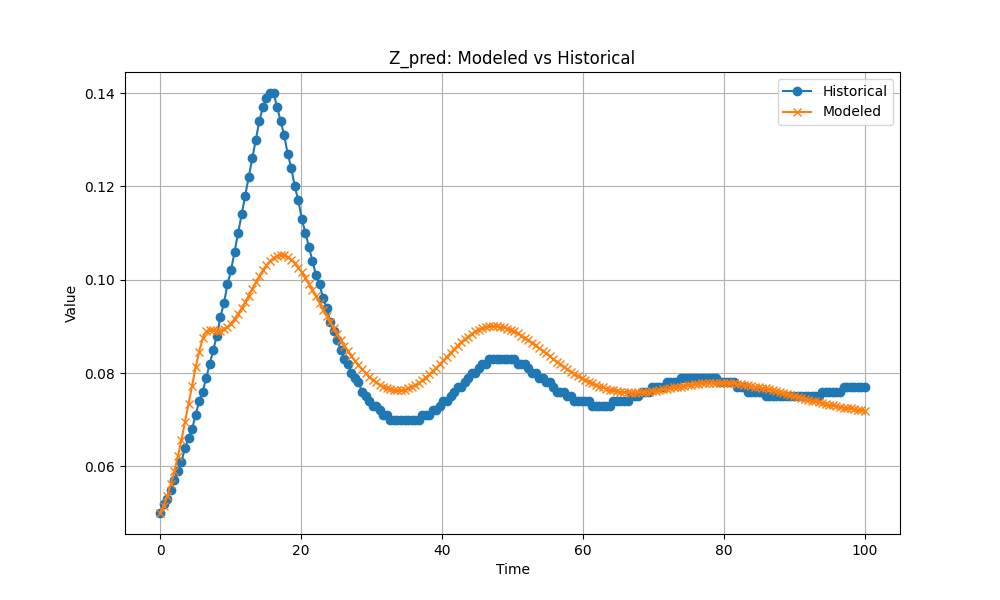 Z_pred: Modeled vs Historical
Historical
Modeled
Value
0.14
0.12
0.10
0.08
0.06
0 20 40 60 80 100
Time